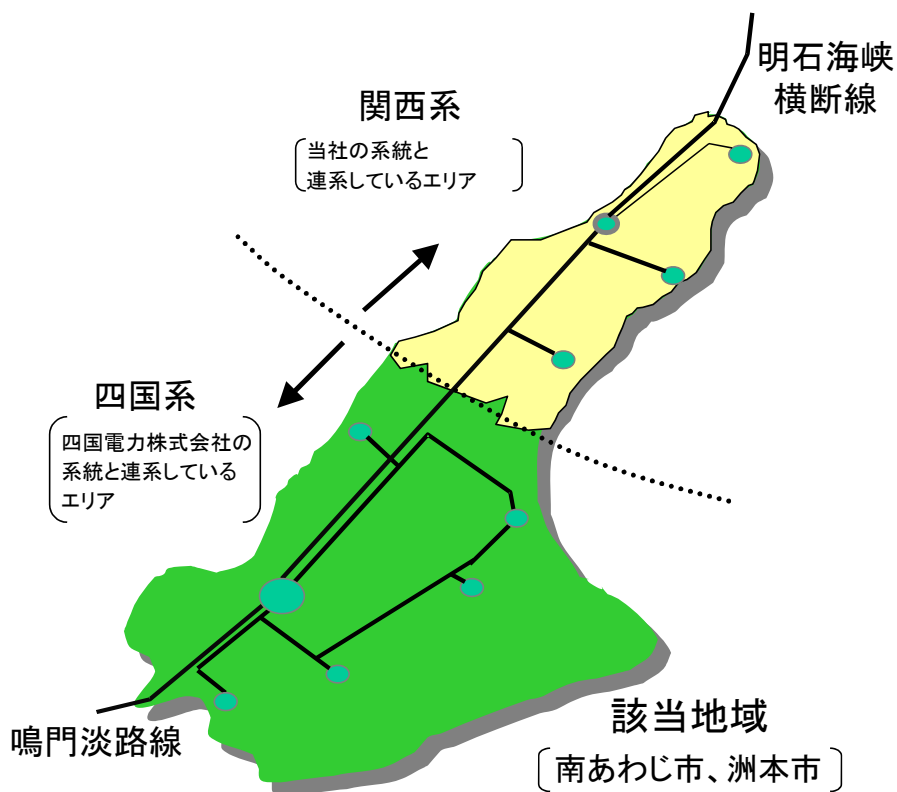 明石海峡
横断線
関西系
当社の系統と
連系しているエリア
四国系
四国電力株式会社の
系統と連系している
エリア
鳴門淡路線
該当地域
南あわじ市、洲本市